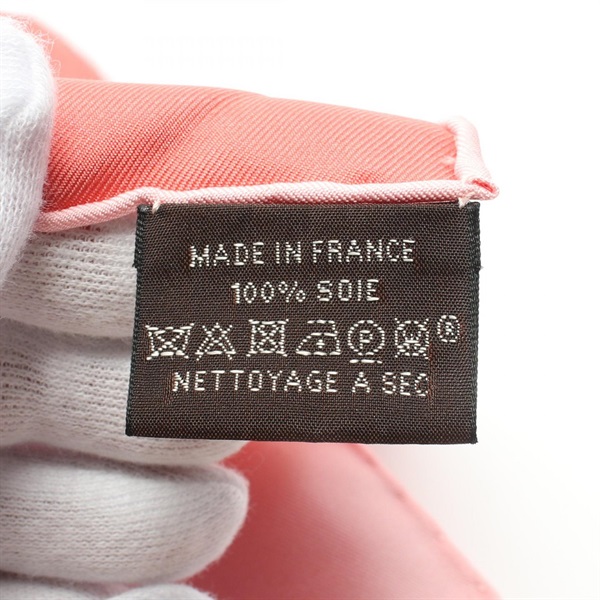 MADE IN FRANCE
100% SOIE
P ®
NETTOYAGE A SEC